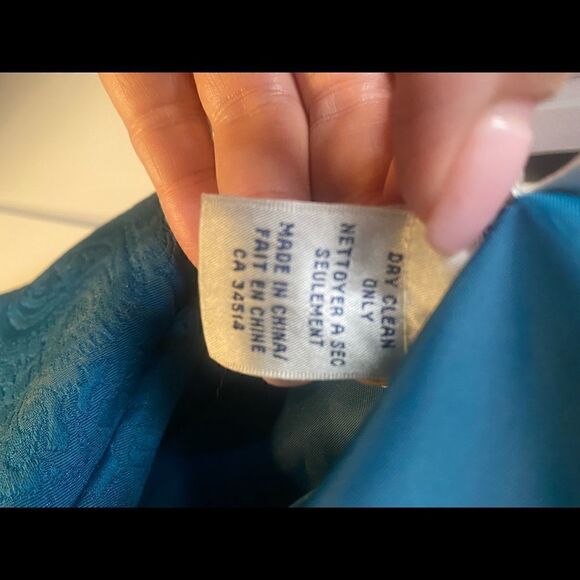 DRY CLEAN
ONLY
NETTOYER A SEC
SEULEMENT
MADE IN CHINA/
FAIT EN CHINE
CA 34514